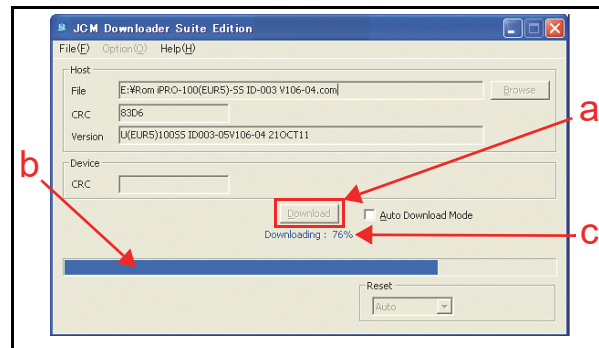 JCM Downloader Suite Edition
File(F) Option(O) Help(H)
Host
File E:¥Rom iPRO-100(EUR5)-SS ID-003 V106-04.com Browse
CRC 83D6
Version U(EUR5)100SS ID003-05V106-04 21OCT11
a
Device
b
CRC
Download Auto Download Mode
Downloading : 76%
c
Reset
Auto